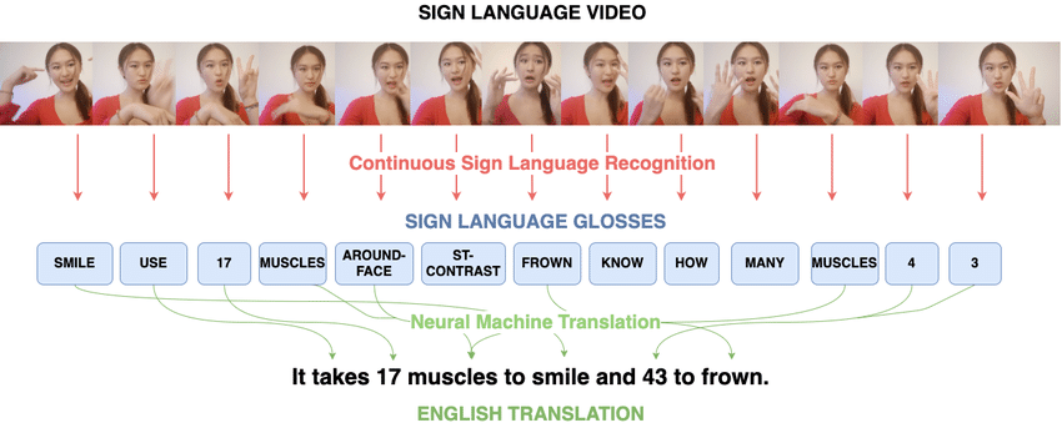 SIGN LANGUAGE VIDEO
Continuous Sign Language Recognition
SIGN LANGUAGE GLOSSES
SMILE
USE
17
MUSCLES
AROUND-
FACE
ST-
CONTRAST
FROWN
KNOW
HOW
MANY
MUSCLES
4
3
Neural Machine Translation
It takes 17 muscles to smile and 43 to frown.
ENGLISH TRANSLATION